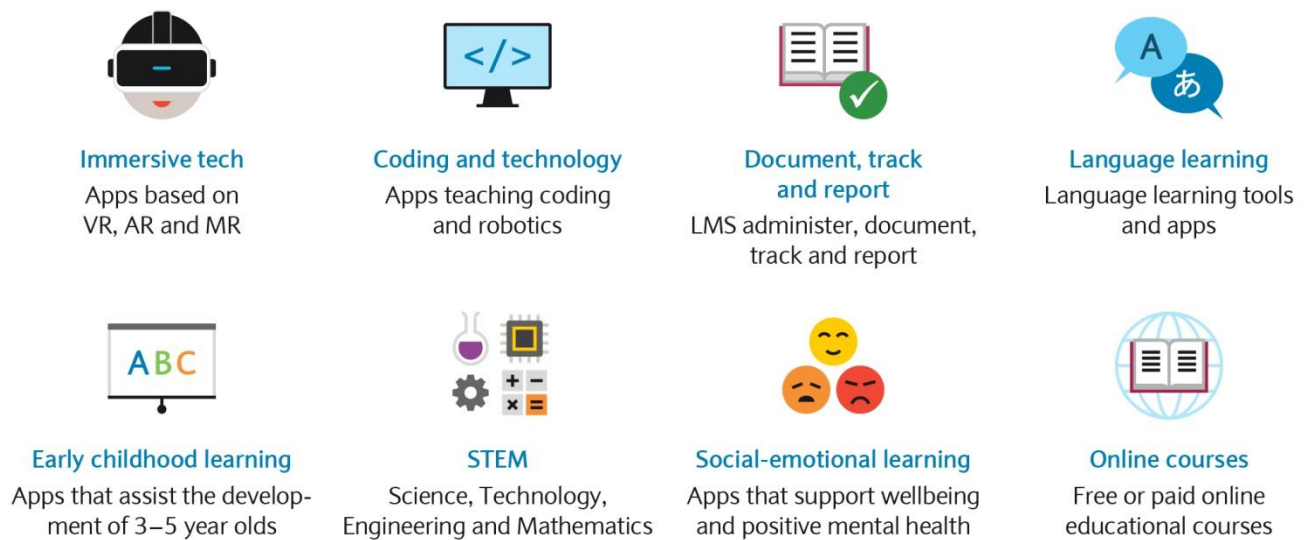 </>
A
あ
Immersive tech
Apps based on
VR, AR and MR
Coding and technology
Apps teaching coding
and robotics
Document, track
and report
LMS administer, document,
track and report
Language learning
Language learning tools
and apps
ABC
+ −
× =
Early childhood learning
Apps that assist the develop-
ment of 3–5 year olds
STEM
Science, Technology,
Engineering and Mathematics
Social-emotional learning
Apps that support wellbeing
and positive mental health
Online courses
Free or paid online
educational courses